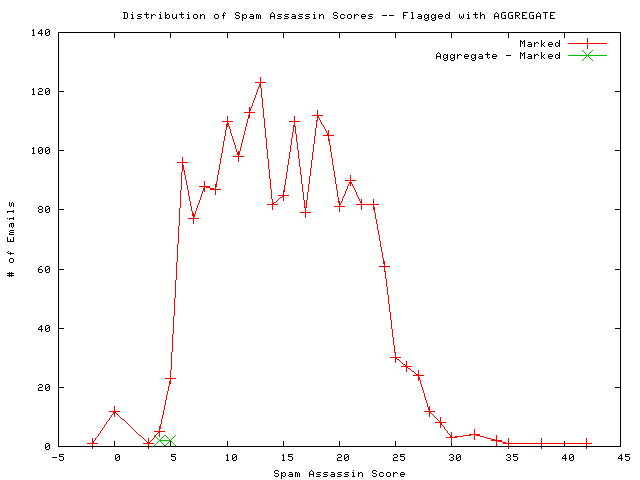 Distribution of Spam Assassin Scores -- Flagged with AGGREGATE
Marked
Aggregate - Marked
140
120
100
80
60
40
20
0
# of Emails
-5 0 5 10 15 20 25 30 35 40 45
Spam Assassin Score